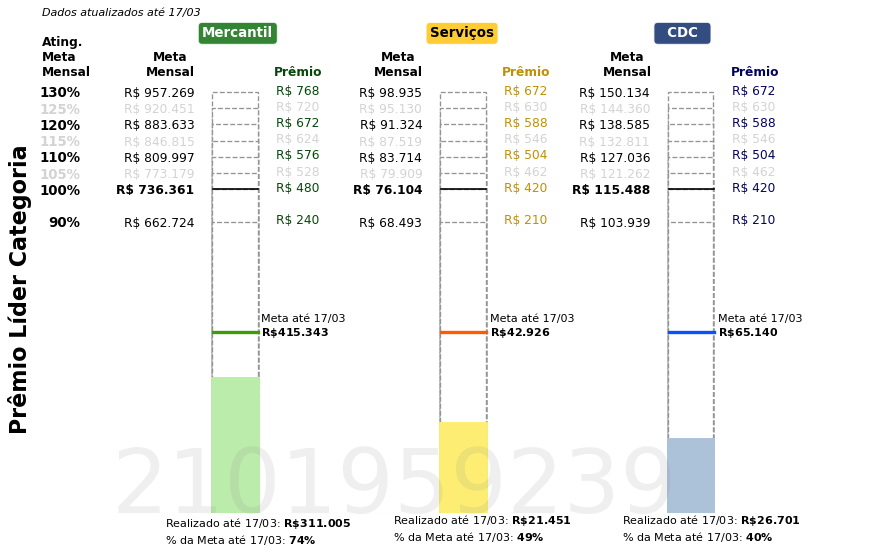 Dados atualizados até 17/03
Mercantil Serviços CDC
Ating. Meta Mensal Meta Mensal Prêmio Meta Mensal Prêmio Meta Mensal Prêmio
130% R$ 957.269 R$ 768 R$ 98.935 R$ 672 R$ 150.134 R$ 672
125% R$ 920.451 R$ 720 R$ 95.130 R$ 630 R$ 144.360 R$ 630
120% R$ 883.633 R$ 672 R$ 91.324 R$ 588 R$ 138.585 R$ 588
115% R$ 846.815 R$ 624 R$ 87.519 R$ 546 R$ 132.811 R$ 546
110% R$ 809.997 R$ 576 R$ 83.714 R$ 504 R$ 127.036 R$ 504
105% R$ 773.179 R$ 528 R$ 79.909 R$ 462 R$ 121.262 R$ 462
100% R$ 736.361 R$ 480 R$ 76.104 R$ 420 R$ 115.488 R$ 420
90% R$ 662.724 R$ 240 R$ 68.493 R$ 210 R$ 103.939 R$ 210
Prêmio Líder Categoria
Meta até 17/03 Meta até 17/03 Meta até 17/03
R$415.343 R$42.926 R$65.140
2101959239
Realizado até 17/03: R$311.005 Realizado até 17/03: R$21.451 Realizado até 17/03: R$26.701
% da Meta até 17/03: 74% % da Meta até 17/03: 49% % da Meta até 17/03: 40%